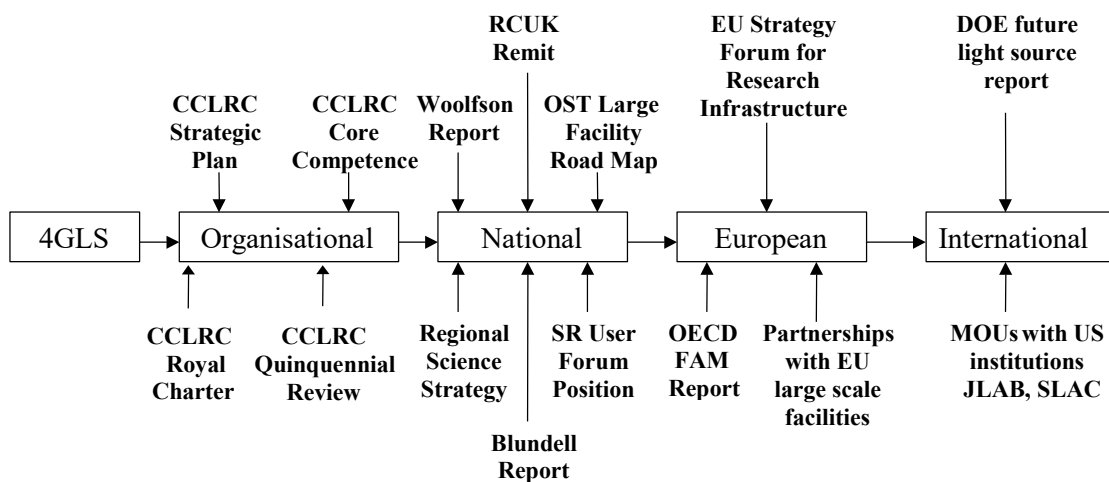 RCUK
Remit
EU Strategy
Forum for
Research
Infrastructure
DOE future
light source
report
CCLRC
Strategic
Plan
CCLRC
Core
Competence
Woolfson
Report
OST Large
Facility
Road Map
4GLS
Organisational
National
European
International
CCLRC
Royal
Charter
CCLRC
Quinquennial
Review
Regional
Science
Strategy
SR User
Forum
Position
OECD
FAM
Report
Partnerships
with EU
large scale
facilities
MOUs with US
institutions
JLAB, SLAC
Blundell
Report